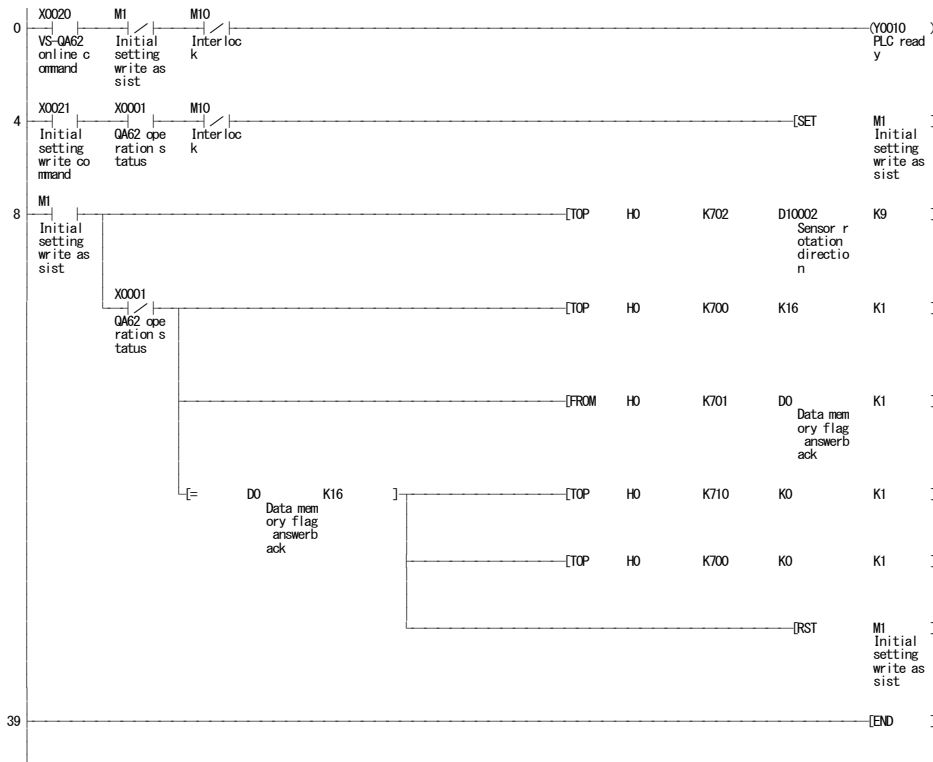 X0020 M1 M10
0 (Y0010 )
VS-QA62 Initial Interloc PLC read
online c setting k y
ommand write as
sist
X0021 X0001 M10
4 [SET M1 ]
Initial QA62 ope Interloc Initial
setting ration s k setting
write co tatus write as
mmand sist
M1
8 [TOP H0 K702 D10002 K9 ]
Initial Sensor r
setting otation
write as directio
sist n
X0001
[TOP H0 K700 K16 K1 ]
QA62 ope
ration s
tatus
[FROM H0 K701 D0 K1 ]
Data mem
ory flag
answerb
ack
[= D0 K16 ] [TOP H0 K710 K0 K1 ]
Data mem
ory flag
answerb
ack
[TOP H0 K700 K0 K1 ]
[RST M1 ]
Initial
setting
write as
sist
39 [END ]